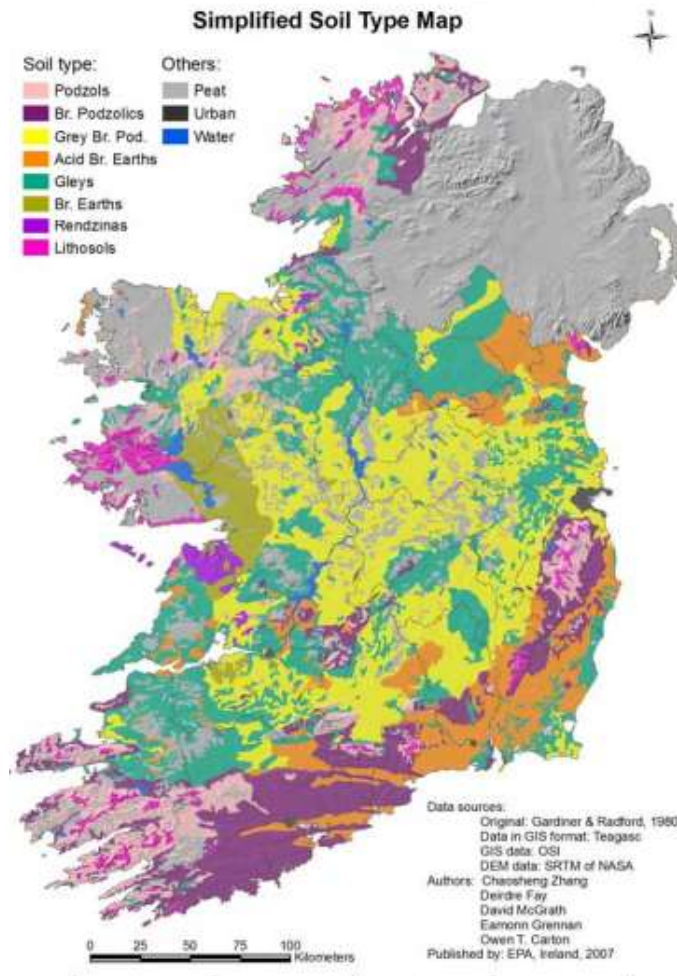 Simplified Soil Type Map
Soil type:
Podzols
Br. Podzolics
Grey Br. Pod.
Acid Br. Earths
Gleys
Br. Earths
Rendzinas
Lithosols
Others:
Peat
Urban
Water
Data sources:
Original: Gardiner & Radford, 1980
Data in GIS format: Teagasc
GIS data: OSI
DEM data: SRTM of NASA
Authors: Chaosheng Zhang
Deirdre Fay
David McGrath
Eamonn Grennan
Owen T. Carton
Published by: EPA, Ireland, 2007
0 25 50 75 100
Kilometers